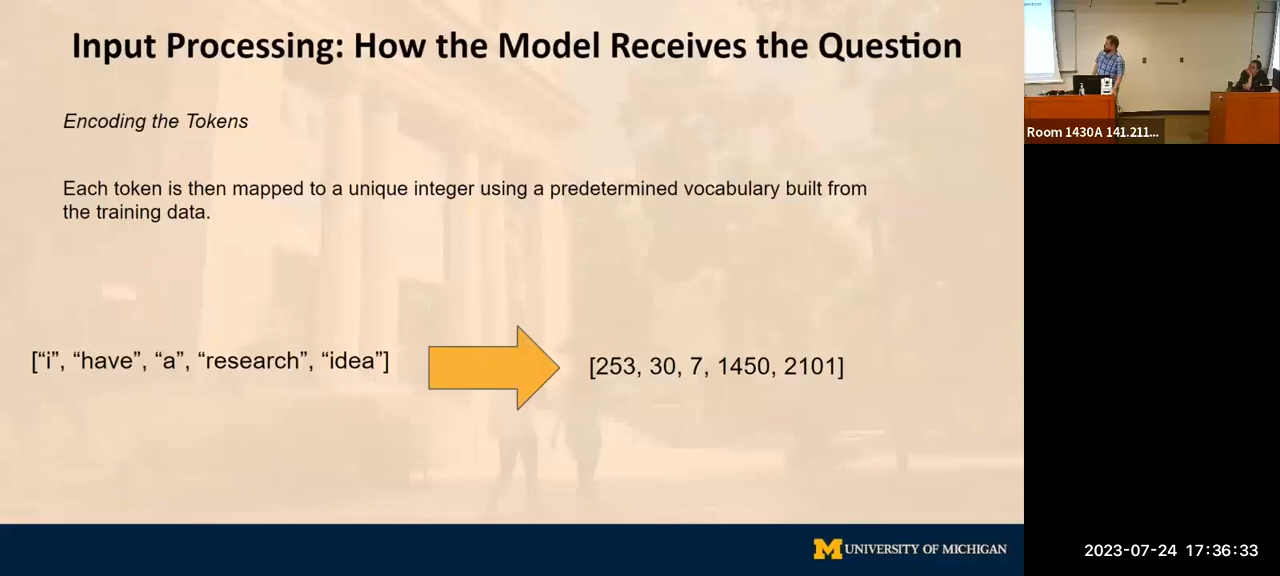 Input Processing: How the Model Receives the Question
Encoding the Tokens
Each token is then mapped to a unique integer using a predetermined vocabulary built from
the training data.
[“i”, “have”, “a”, “research”, “idea”]
[253, 30, 7, 1450, 2101]
M UNIVERSITY OF MICHIGAN
Room 1430A 141.211...
2023-07-24 17:36:33